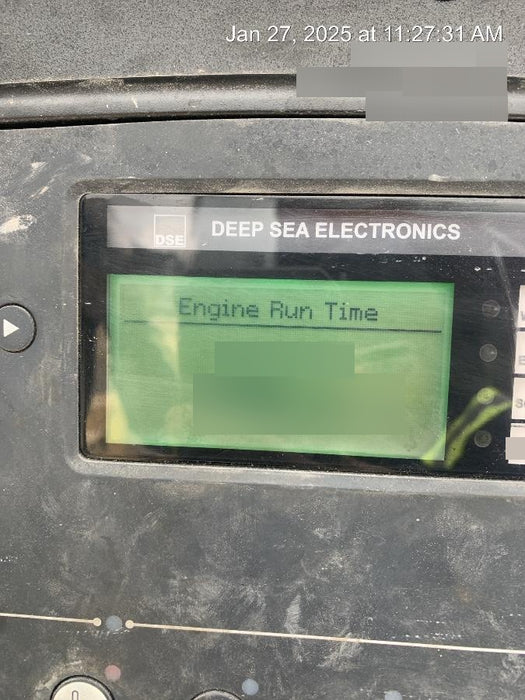 Jan 27, 2025 at 11:27:31 AM
DSE
DEEP SEA ELECTRONICS
Engine Run Time